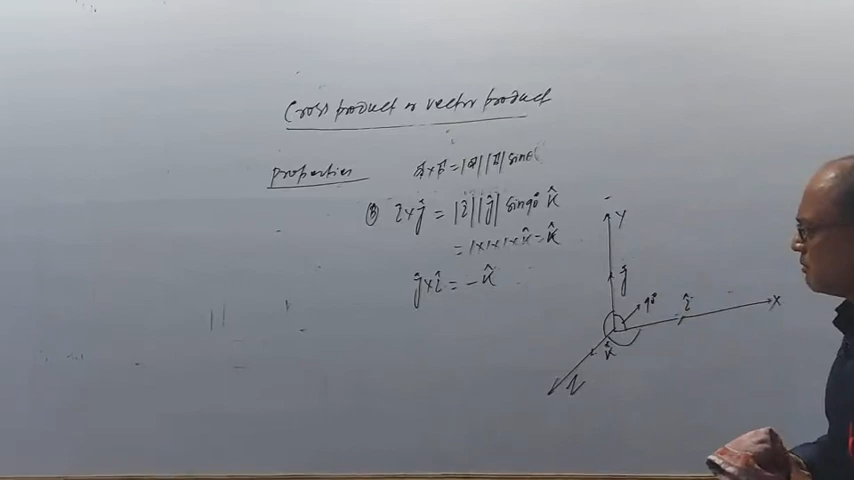 Cross product or vector product
Properties
a⃗ × b⃗ = |a⃗| |b⃗| sinθ
③ î × ĵ = |î| |ĵ| sin90° k̂
= 1×1×1×k̂ = k̂
ĵ × î = - k̂
Y
ĵ
90°
î
X
k̂
Z